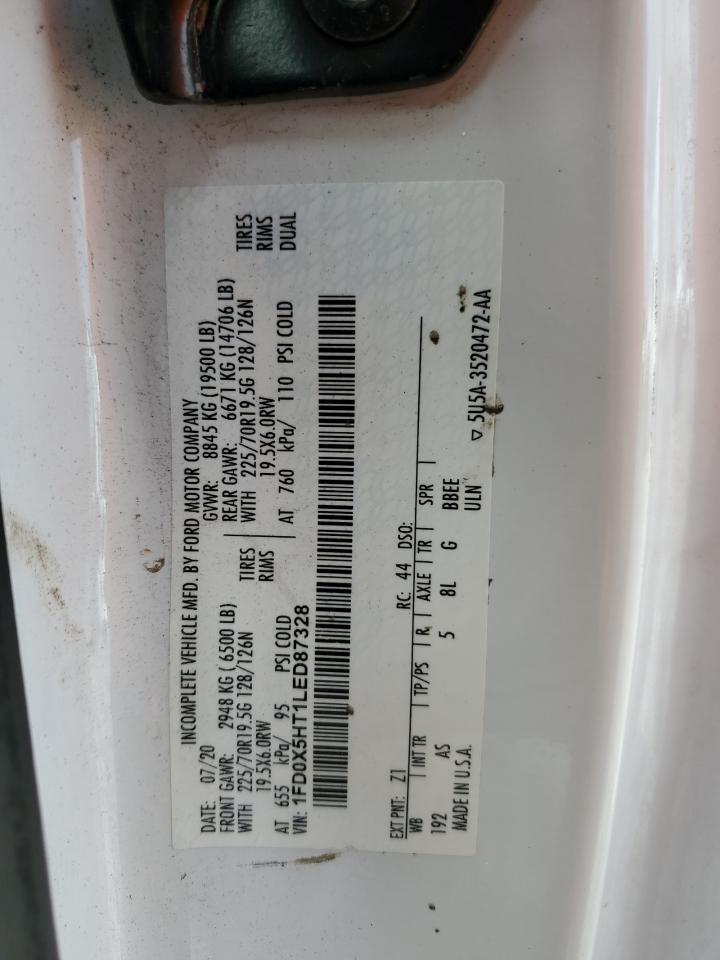 INCOMPLETE VEHICLE MFD. BY FORD MOTOR COMPANY
DATE: 07/20 GVWR: 8845 KG (19500 LB)
FRONT GAWR: 2948 KG ( 6500 LB) REAR GAWR: 6671 KG (14706 LB)
WITH 225/70R19.5G 128/126N TIRES WITH 225/70R19.5G 128/126N TIRES
19.5X6.0RW RIMS 19.5X6.0RW RIMS
AT 655 kPa/ 95 PSI COLD AT 760 kPa/ 110 PSI COLD DUAL
VIN: 1FD0X5HT1LED87328
EXT PNT: Z1 RC: 44 DSO:
WB INT TR TP/PS R AXLE TR SPR
192 AS 5 8L G BBEE
MADE IN U.S.A. ULN
▽ 5U5A-3520472-AA